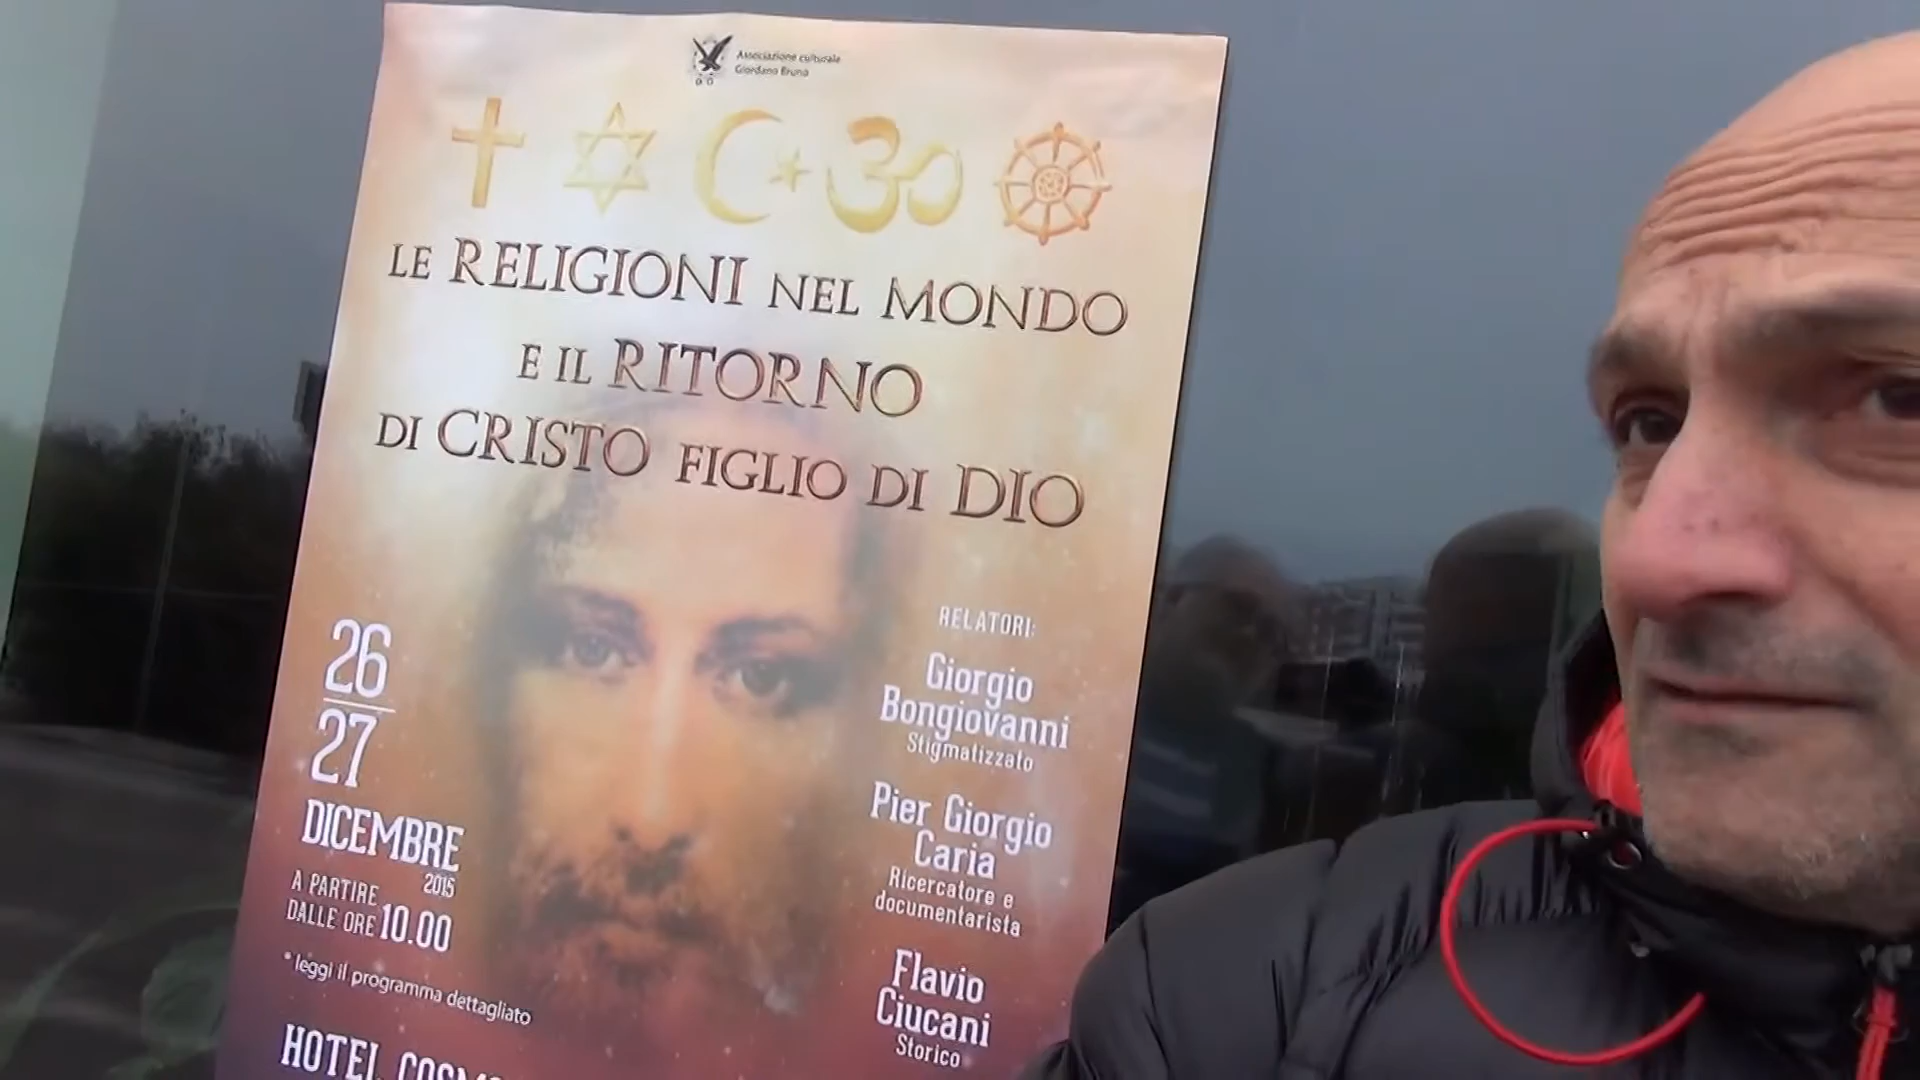 Associazione culturale
Giordano Bruno
LE RELIGIONI NEL MONDO
E IL RITORNO
DI CRISTO FIGLIO DI DIO
26
27
DICEMBRE
2015
A PARTIRE
DALLE ORE 10.00
* leggi il programma dettagliato
HOTEL
RELATORI:
Giorgio
Bongiovanni
Stigmatizzato
Pier Giorgio
Caria
Ricercatore e
documentarista
Flavio
Ciucani
Storico